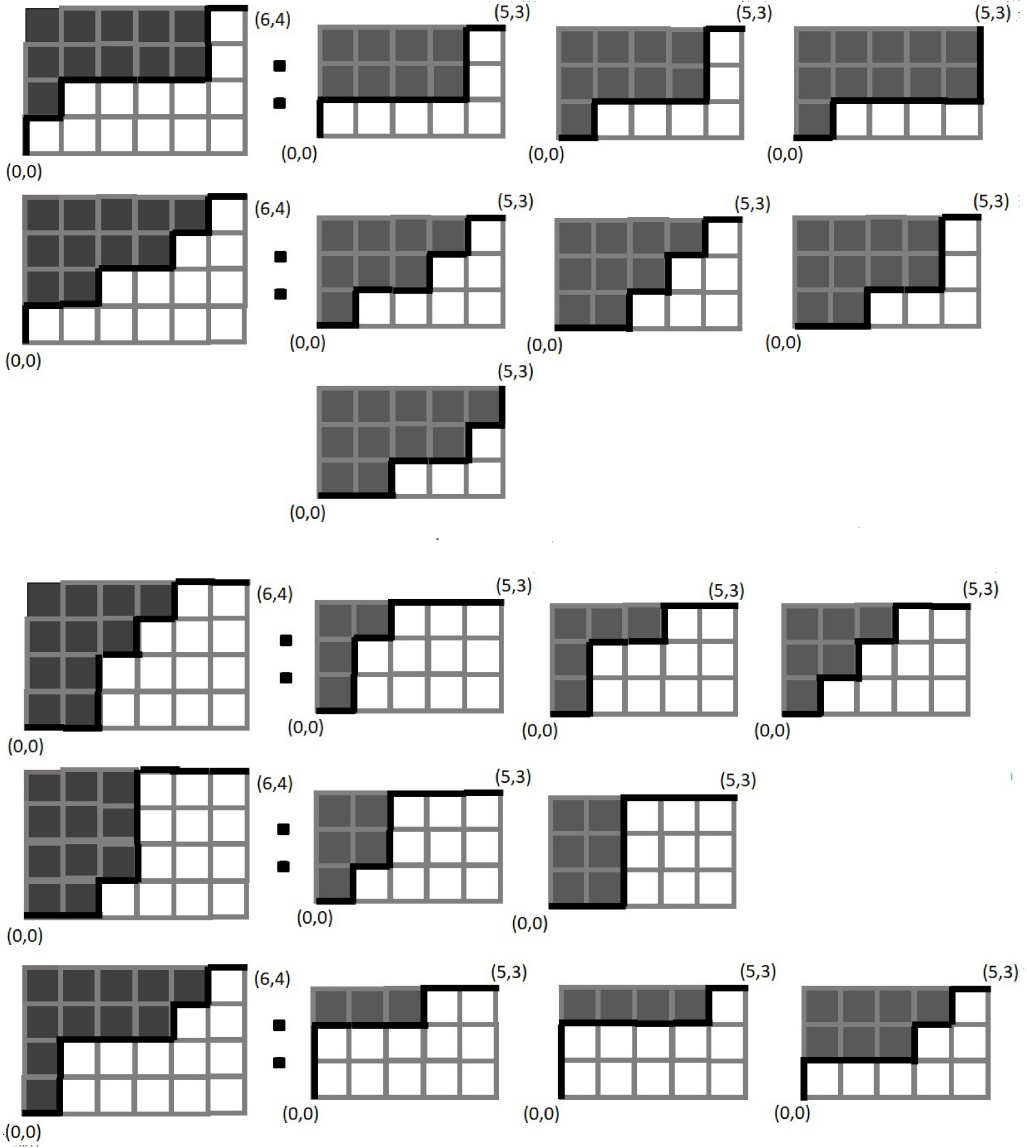 (6,4) (5,3) (5,3) (5,3)
(0,0) (0,0) (0,0) (0,0)
(6,4) (5,3) (5,3) (5,3)
(0,0) (0,0) (0,0) (0,0)
(5,3)
(0,0)
(6,4) (5,3) (5,3) (5,3)
(0,0) (0,0) (0,0) (0,0)
(6,4) (5,3) (5,3)
(0,0) (0,0) (0,0)
(6,4) (5,3) (5,3) (5,3)
(0,0) (0,0) (0,0) (0,0)